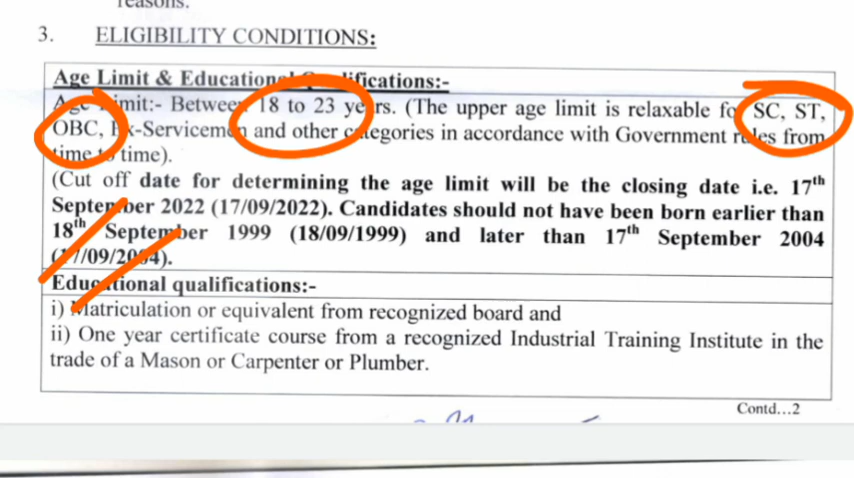 reasons.
3. ELIGIBILITY CONDITIONS:
Age Limit & Educational Qualifications:-
Age Limit:- Between 18 to 23 years. (The upper age limit is relaxable for SC, ST,
OBC, Ex-Servicemen and other categories in accordance with Government rules from
time to time).
(Cut off date for determining the age limit will be the closing date i.e. 17th
September 2022 (17/09/2022). Candidates should not have been born earlier than
18th September 1999 (18/09/1999) and later than 17th September 2004
(17/09/2004).
Educational qualifications:-
i) Matriculation or equivalent from recognized board and
ii) One year certificate course from a recognized Industrial Training Institute in the
trade of a Mason or Carpenter or Plumber.
Contd...2